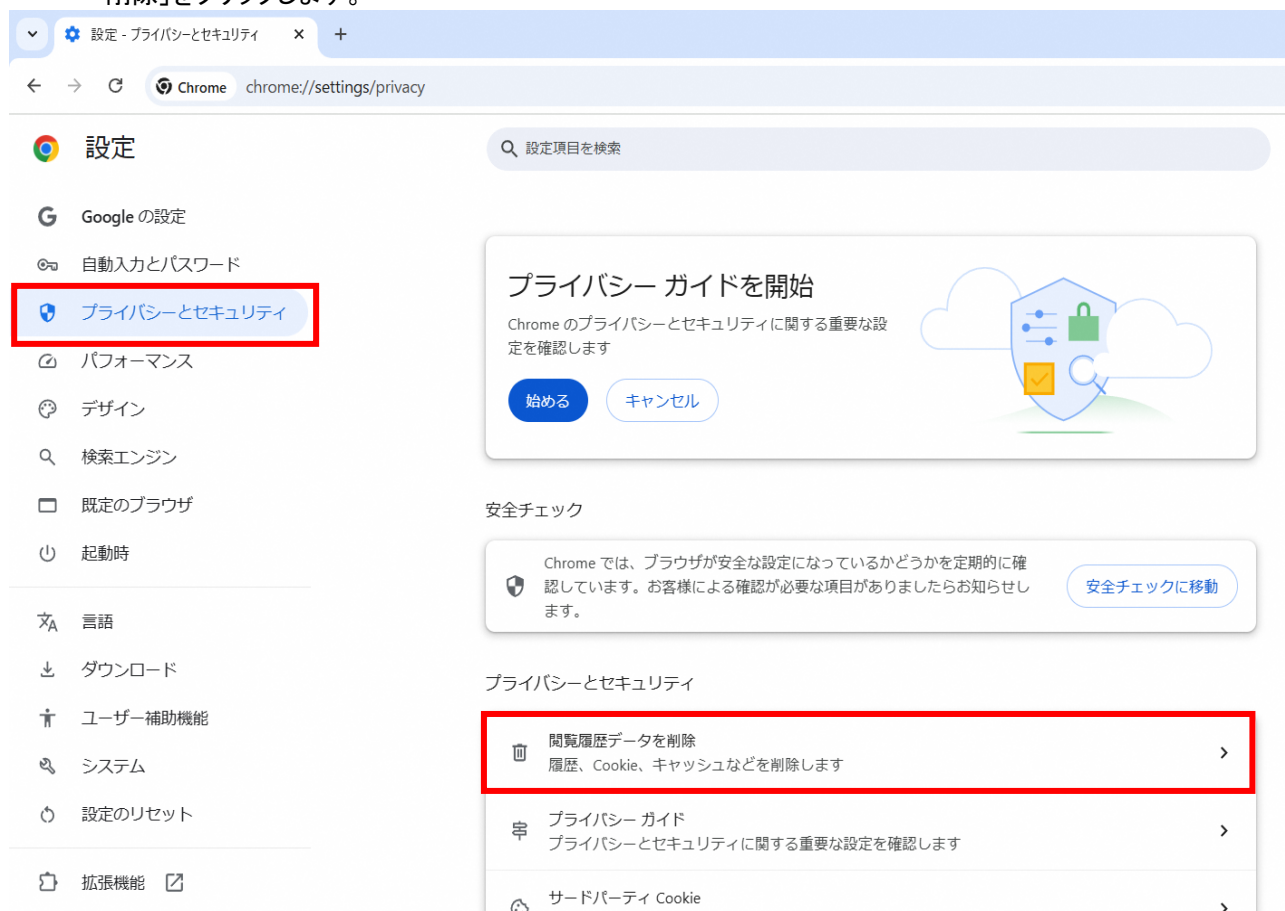 削除」をクリックします。
設定 - プライバシーとセキュリティ
Chrome chrome://settings/privacy
設定
設定項目を検索
Google の設定
自動入力とパスワード
プライバシーとセキュリティ
パフォーマンス
デザイン
検索エンジン
既定のブラウザ
起動時
言語
ダウンロード
ユーザー補助機能
システム
設定のリセット
拡張機能
プライバシー ガイドを開始
Chrome のプライバシーとセキュリティに関する重要な設
定を確認します
始める
キャンセル
安全チェック
Chrome では、ブラウザが安全な設定になっているかどうかを定期的に確
認しています。お客様による確認が必要な項目がありましたらお知らせし
ます。
安全チェックに移動
プライバシーとセキュリティ
閲覧履歴データを削除
履歴、Cookie、キャッシュなどを削除します
プライバシー ガイド
プライバシーとセキュリティに関する重要な設定を確認します
サードパーティ Cookie